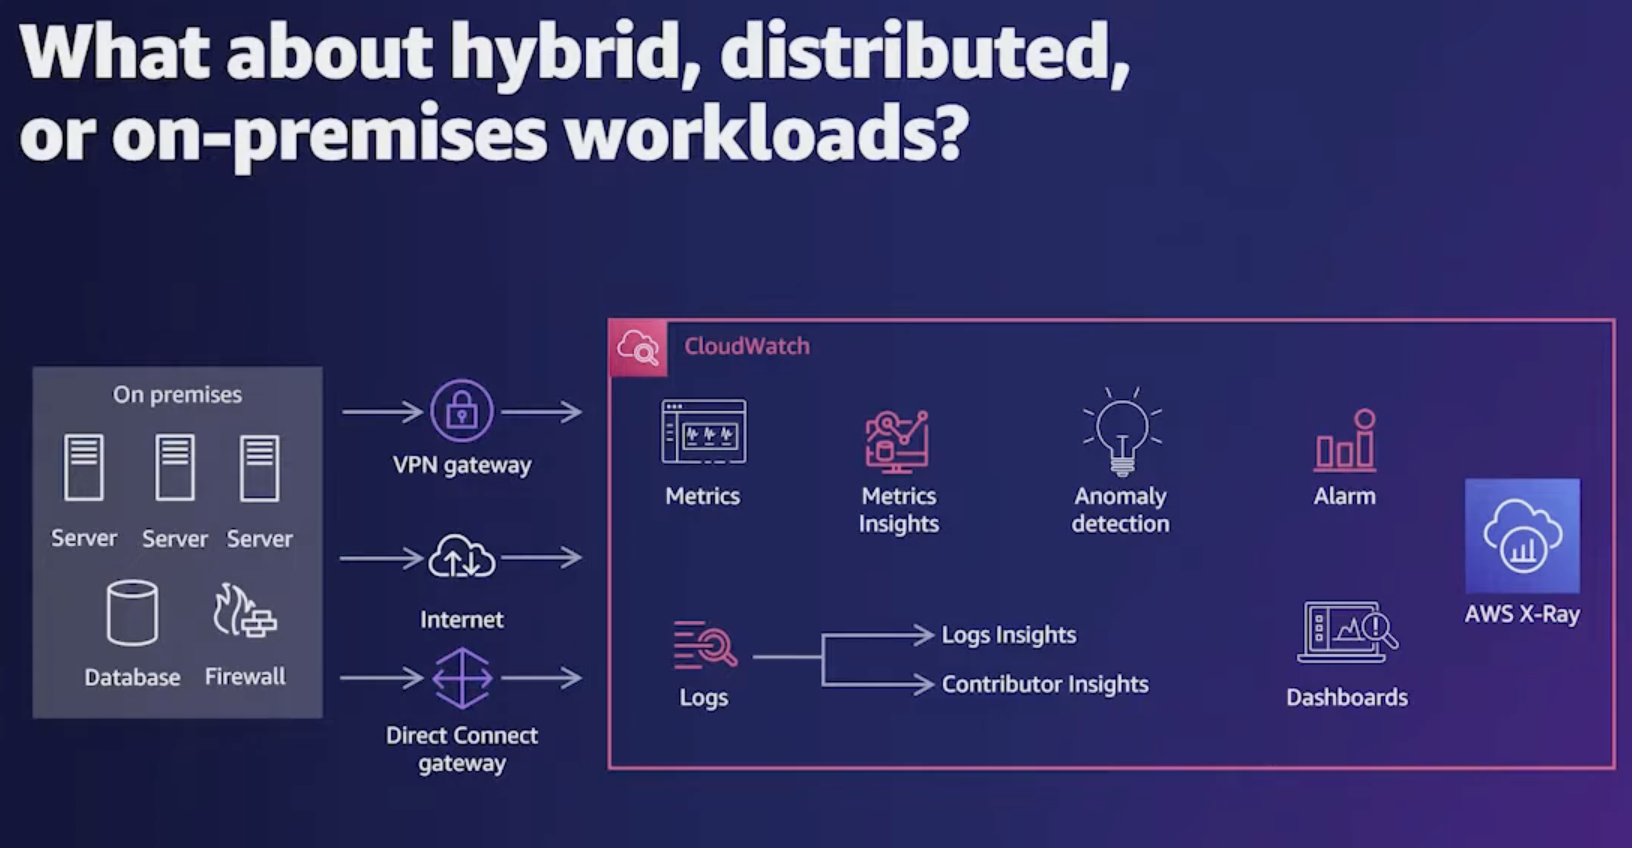 What about hybrid, distributed,
or on-premises workloads?
On premises
Server
Server
Server
Database
Firewall
VPN gateway
Internet
Direct Connect
gateway
CloudWatch
Metrics
Metrics
Insights
Anomaly
detection
Alarm
Logs
Logs Insights
Contributor Insights
Dashboards
AWS X-Ray